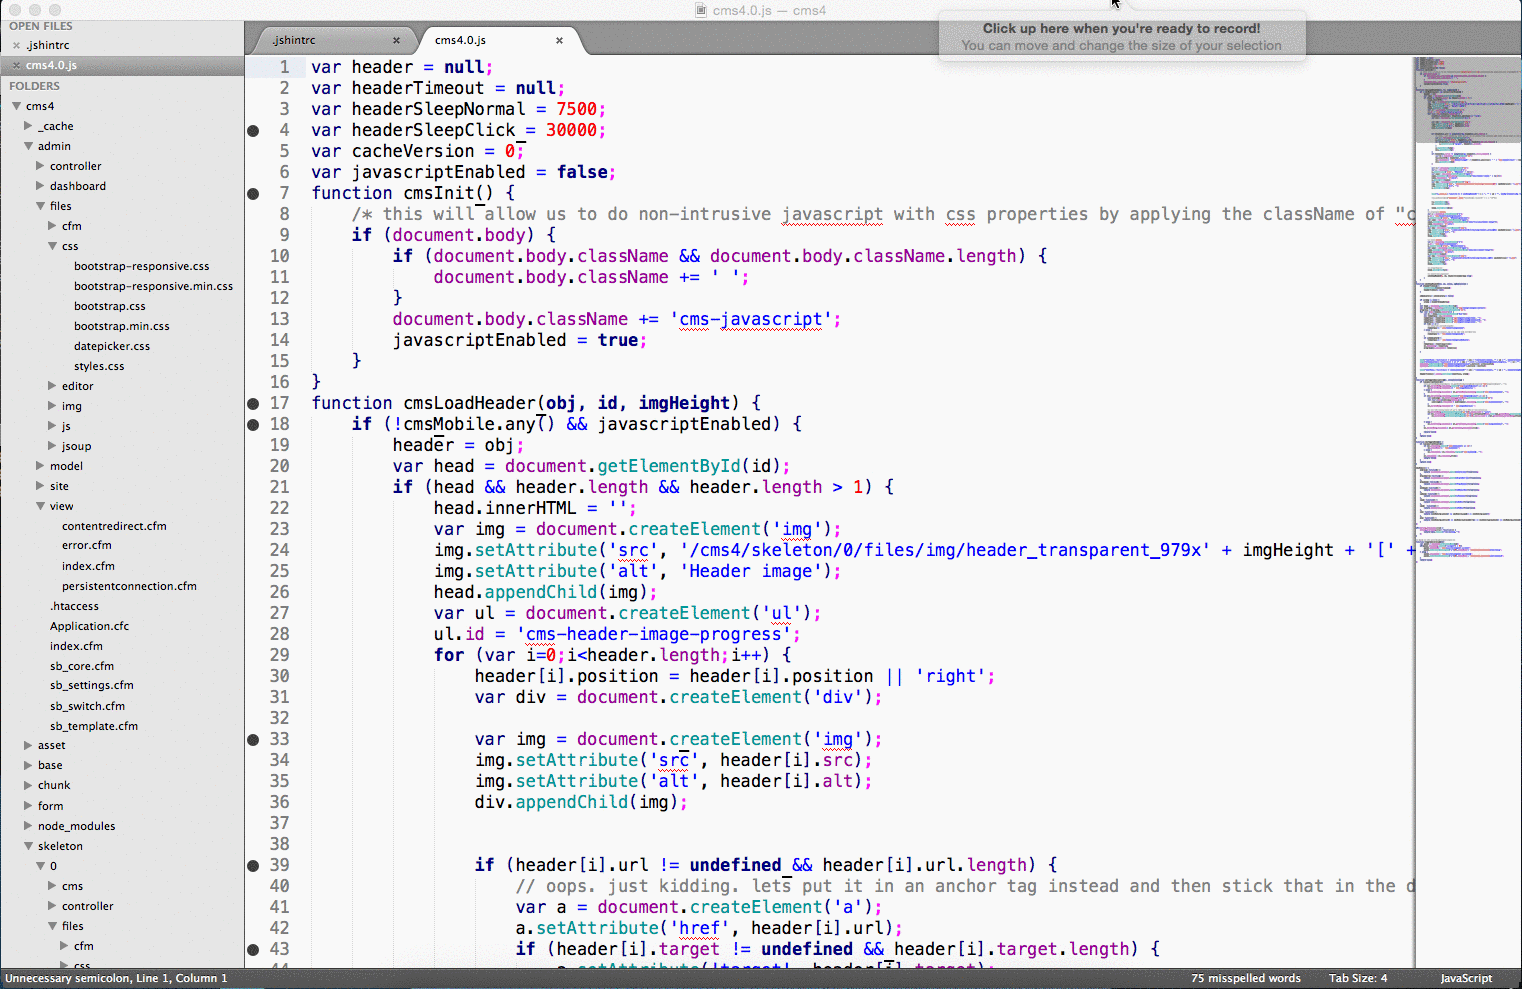 cms4.0.js — cms4
Click up here when you're ready to record!
You can move and change the size of your selection
OPEN FILES
.jshintrc
cms4.0.js
FOLDERS
cms4
_cache
admin
controller
dashboard
files
cfm
css
bootstrap-responsive.css
bootstrap-responsive.min.css
bootstrap.css
bootstrap.min.css
datepicker.css
styles.css
editor
img
js
jsoup
model
site
view
contentredirect.cfm
error.cfm
index.cfm
persistentconnection.cfm
.htaccess
Application.cfc
index.cfm
sb_core.cfm
sb_settings.cfm
sb_switch.cfm
sb_template.cfm
asset
base
chunk
form
node_modules
skeleton
0
cms
controller
files
cfm
css
.jshintrc
cms4.0.js
1 var header = null;
2 var headerTimeout = null;
3 var headerSleepNormal = 7500;
4 var headerSleepClick = 30000;
5 var cacheVersion = 0;
6 var javascriptEnabled = false;
7 function cmsInit() {
8 /* this will allow us to do non-intrusive javascript with css properties by applying the className of "c
9 if (document.body) {
10 if (document.body.className && document.body.className.length) {
11 document.body.className += ' ';
12 }
13 document.body.className += 'cms-javascript';
14 javascriptEnabled = true;
15 }
16 }
17 function cmsLoadHeader(obj, id, imgHeight) {
18 if (!cmsMobile.any() && javascriptEnabled) {
19 header = obj;
20 var head = document.getElementById(id);
21 if (head && header.length && header.length > 1) {
22 head.innerHTML = '';
23 var img = document.createElement('img');
24 img.setAttribute('src', '/cms4/skeleton/0/files/img/header_transparent_979x' + imgHeight + '[' +
25 img.setAttribute('alt', 'Header image');
26 head.appendChild(img);
27 var ul = document.createElement('ul');
28 ul.id = 'cms-header-image-progress';
29 for (var i=0;i<header.length;i++) {
30 header[i].position = header[i].position || 'right';
31 var div = document.createElement('div');
32
33 var img = document.createElement('img');
34 img.setAttribute('src', header[i].src);
35 img.setAttribute('alt', header[i].alt);
36 div.appendChild(img);
37
38
39 if (header[i].url != undefined && header[i].url.length) {
40 // oops. just kidding. lets put it in an anchor tag instead and then stick that in the d
41 var a = document.createElement('a');
42 a.setAttribute('href', header[i].url);
43 if (header[i].target != undefined && header[i].target.length) {
Unnecessary semicolon, Line 1, Column 1
75 misspelled words
Tab Size: 4
JavaScript